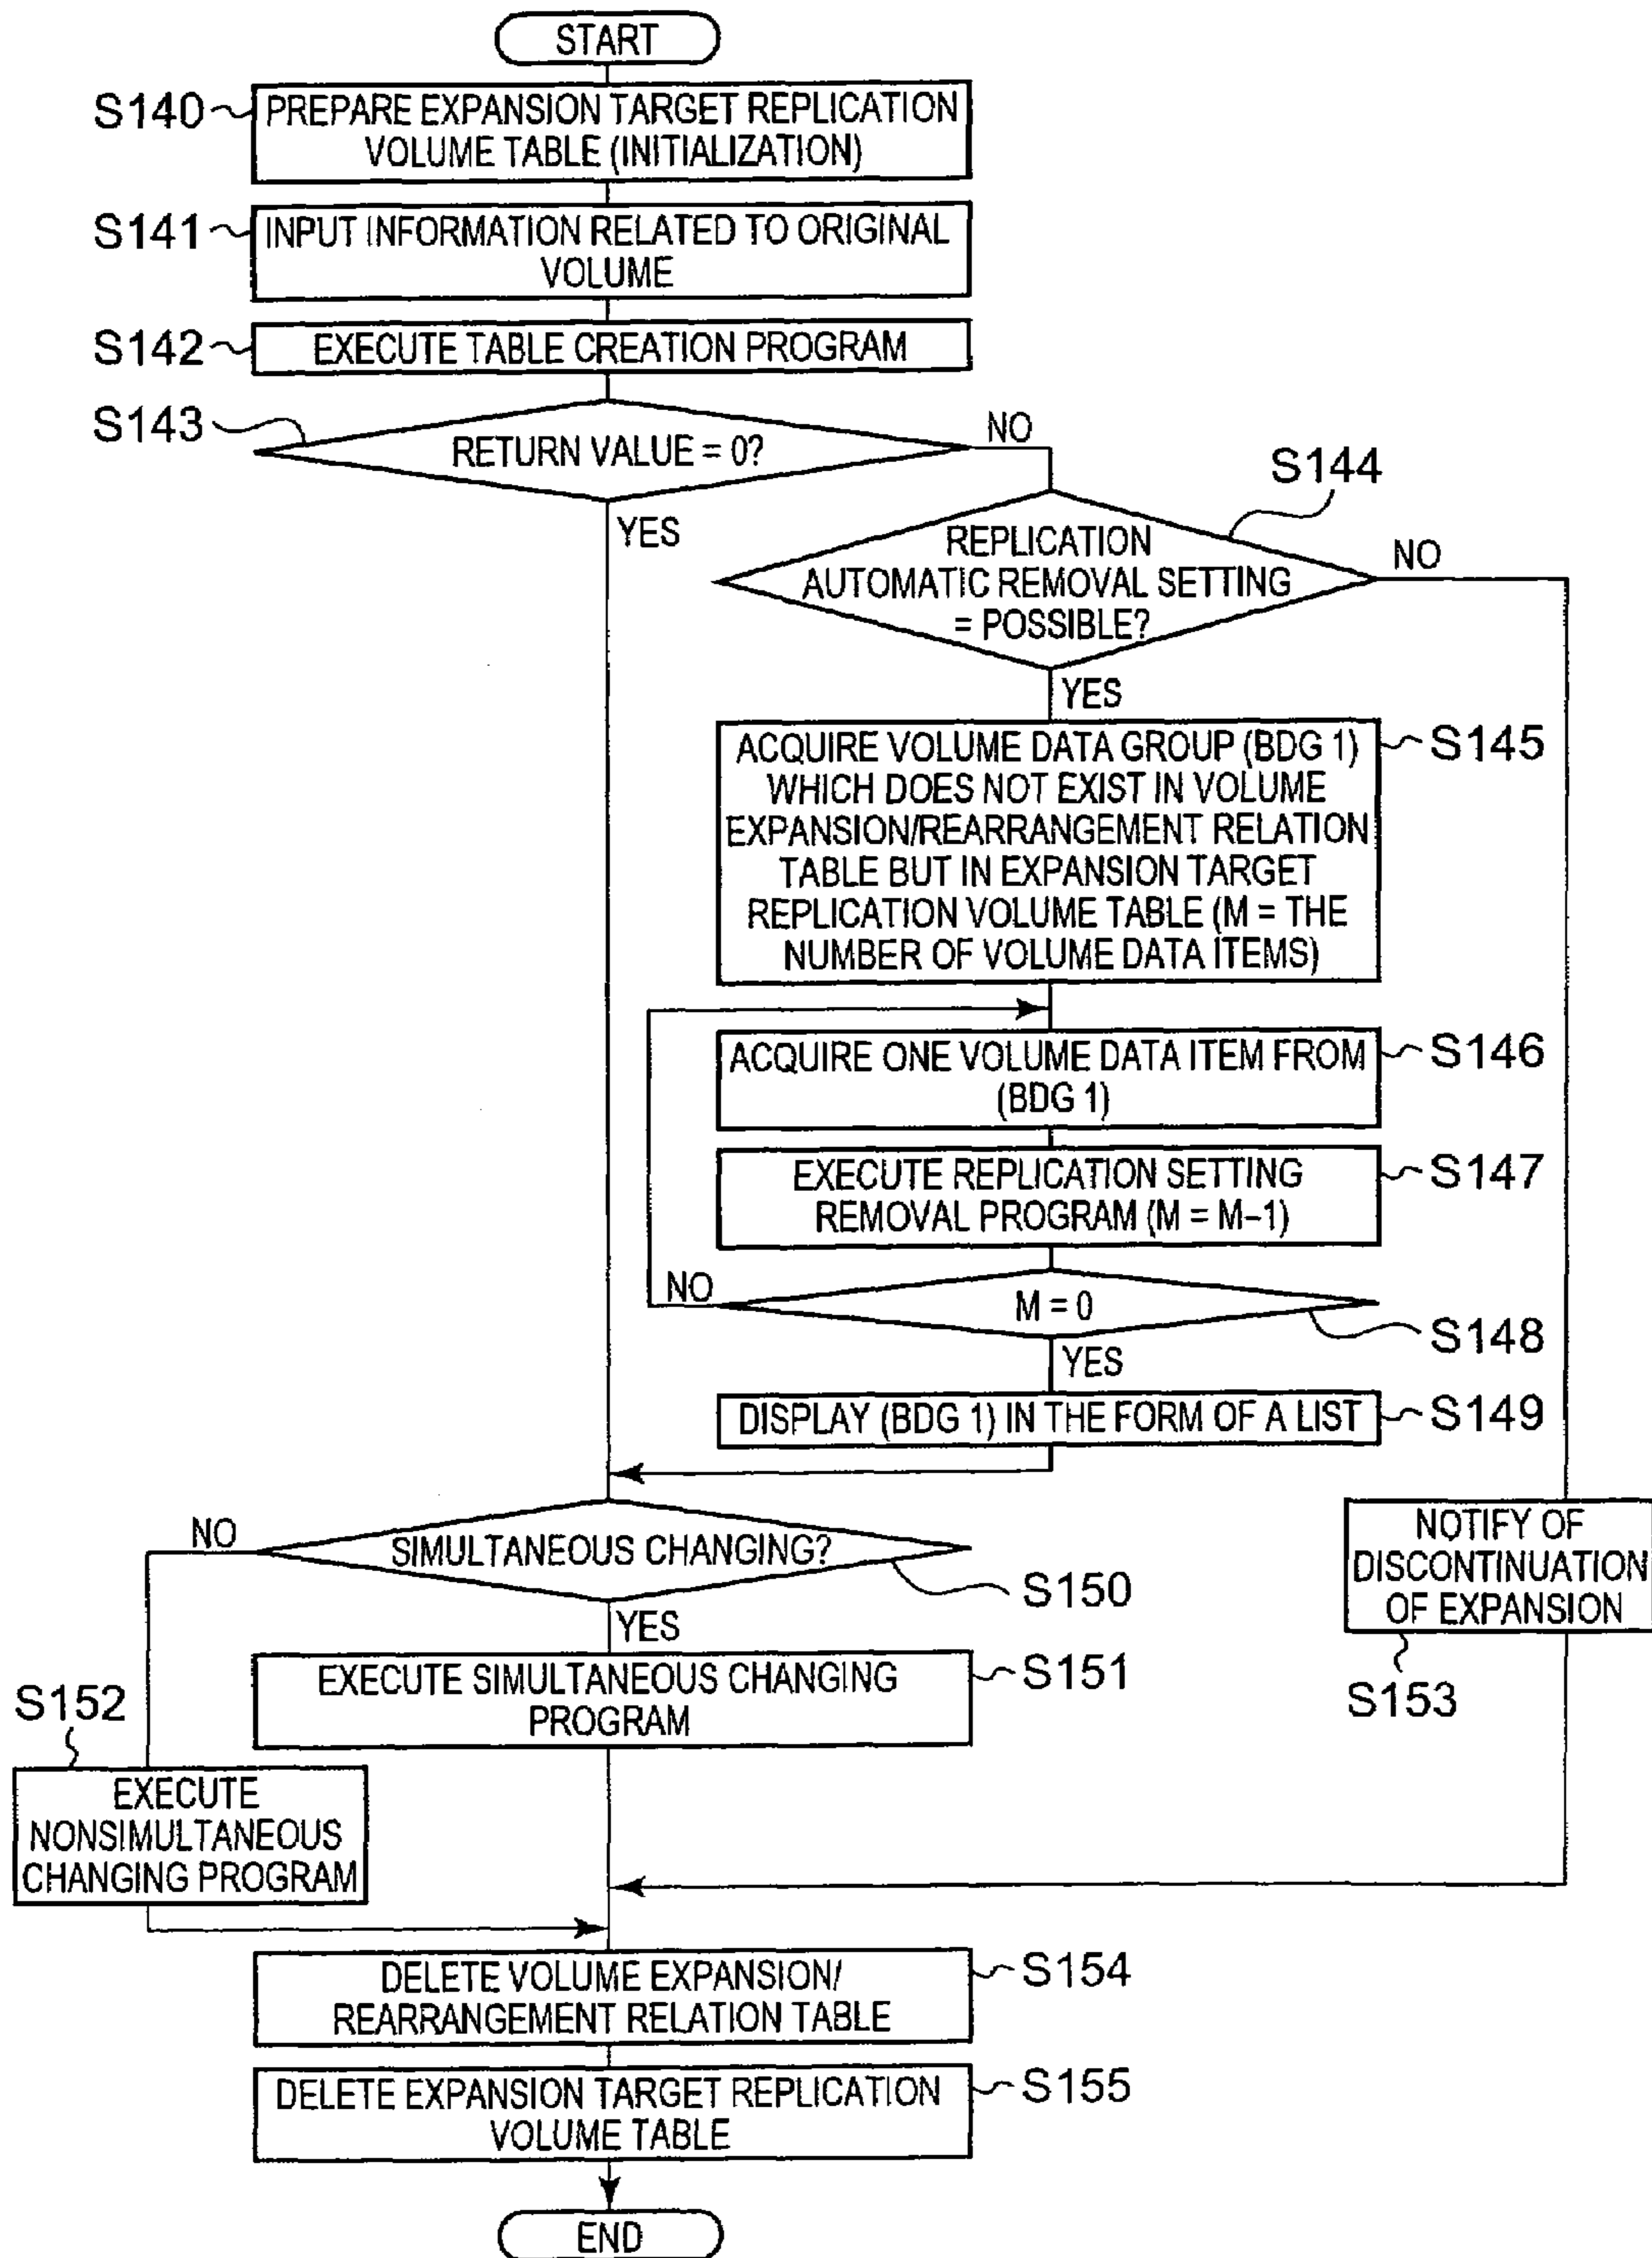 START
S140
PREPARE EXPANSION TARGET REPLICATION
VOLUME TABLE (INITIALIZATION)
S141
INPUT INFORMATION RELATED TO ORIGINAL
VOLUME
S142
EXECUTE TABLE CREATION PROGRAM
S143
RETURN VALUE = 0?
NO
YES
S144
REPLICATION
AUTOMATIC REMOVAL SETTING
= POSSIBLE?
NO
YES
ACQUIRE VOLUME DATA GROUP (BDG 1)
WHICH DOES NOT EXIST IN VOLUME
EXPANSION/REARRANGEMENT RELATION
TABLE BUT IN EXPANSION TARGET
REPLICATION VOLUME TABLE (M = THE
NUMBER OF VOLUME DATA ITEMS)
S145
ACQUIRE ONE VOLUME DATA ITEM FROM
(BDG 1)
S146
EXECUTE REPLICATION SETTING
REMOVAL PROGRAM (M = M–1)
S147
NO
M = 0
S148
YES
DISPLAY (BDG 1) IN THE FORM OF A LIST
S149
NO
SIMULTANEOUS CHANGING?
S150
YES
NOTIFY OF
DISCONTINUATION
OF EXPANSION
S153
EXECUTE SIMULTANEOUS CHANGING
PROGRAM
S151
S152
EXECUTE
NONSIMULTANEOUS
CHANGING PROGRAM
DELETE VOLUME EXPANSION/
REARRANGEMENT RELATION TABLE
S154
DELETE EXPANSION TARGET REPLICATION
VOLUME TABLE
S155
END